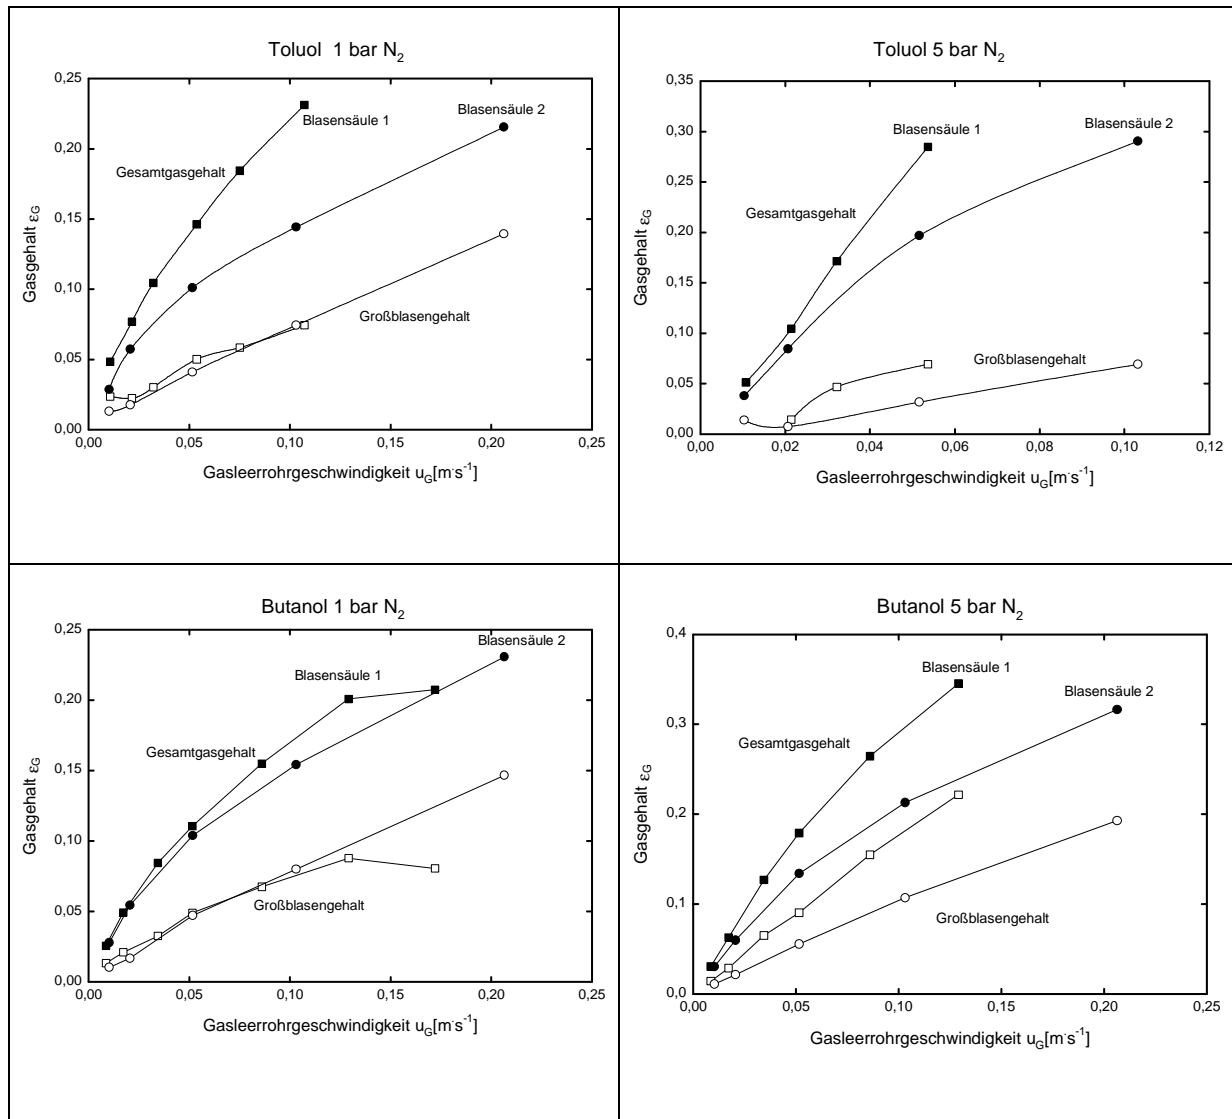 Toluol 1 bar N₂
0,25
Blasensäule 1
Blasensäule 2
0,20
Gesamtgasgehalt
0,15
Gasgehalt εG
0,10
Großblasengehalt
0,05
0,00
0,00 0,05 0,10 0,15 0,20 0,25
Gasleerrohrgeschwindigkeit uG[m·s⁻¹]
Toluol 5 bar N₂
0,35
Blasensäule 1
Blasensäule 2
0,30
0,25
Gesamtgasgehalt
0,20
Gasgehalt εG
0,15
0,10
Großblasengehalt
0,05
0,00
0,00 0,02 0,04 0,06 0,08 0,10 0,12
Gasleerrohrgeschwindigkeit uG[m·s⁻¹]
Butanol 1 bar N₂
0,25
Blasensäule 2
Blasensäule 1
0,20
Gesamtgasgehalt
0,15
Gasgehalt εG
0,10
Großblasengehalt
0,05
0,00
0,00 0,05 0,10 0,15 0,20 0,25
Gasleerrohrgeschwindigkeit uG[m·s⁻¹]
Butanol 5 bar N₂
0,4
Blasensäule 1
Blasensäule 2
0,3
Gesamtgasgehalt
0,2
Gasgehalt εG
Großblasengehalt
0,1
0,0
0,00 0,05 0,10 0,15 0,20 0,25
Gasleerrohrgeschwindigkeit uG[m·s⁻¹]